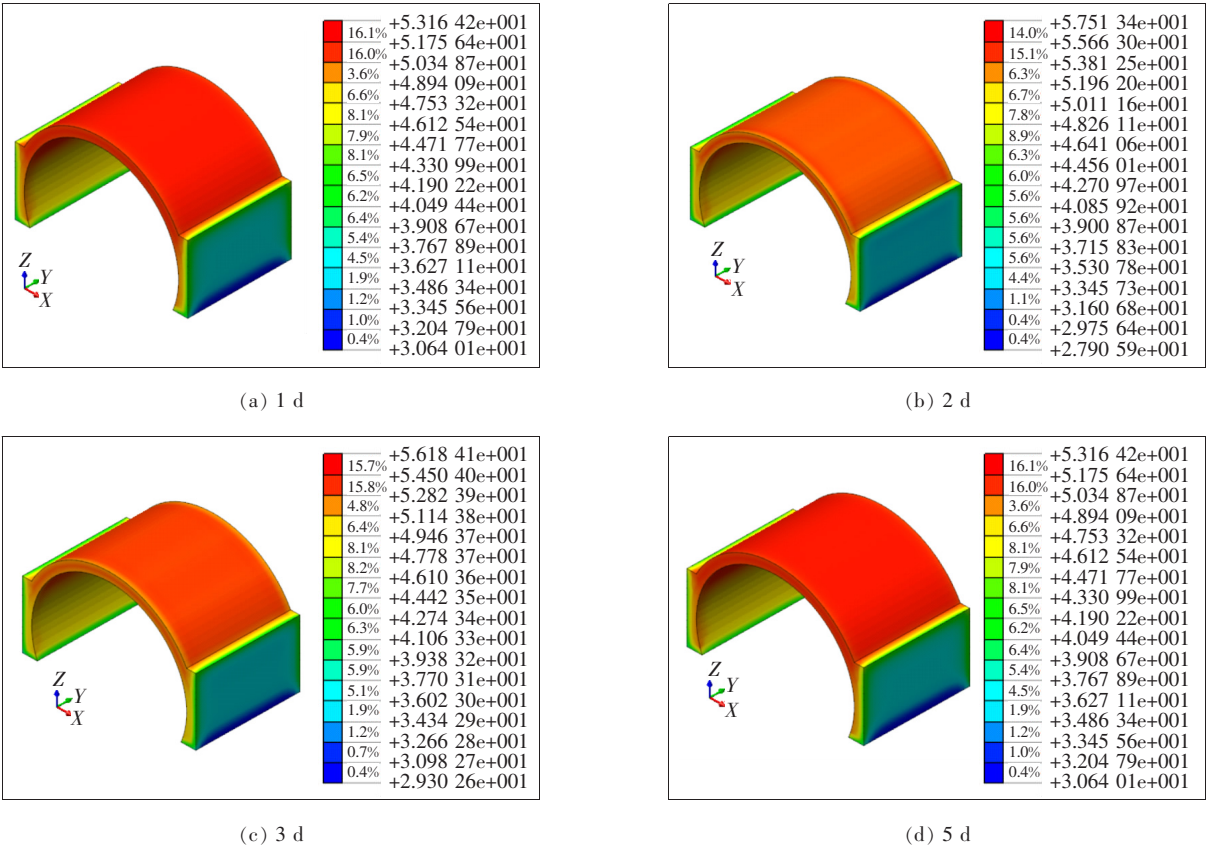 +5.316 42e+001
16.1%
+5.175 64e+001
16.0%
+5.034 87e+001
3.6%
+4.894 09e+001
6.6%
+4.753 32e+001
8.1%
+4.612 54e+001
7.9%
+4.471 77e+001
8.1%
+4.330 99e+001
6.5%
+4.190 22e+001
6.2%
+4.049 44e+001
6.4%
+3.908 67e+001
5.4%
+3.767 89e+001
4.5%
+3.627 11e+001
1.9%
+3.486 34e+001
1.2%
+3.345 56e+001
1.0%
+3.204 79e+001
0.4%
+3.064 01e+001
Z
Y
X
(a) 1 d
+5.751 34e+001
14.0%
+5.566 30e+001
15.1%
+5.381 25e+001
6.3%
+5.196 20e+001
6.7%
+5.011 16e+001
7.8%
+4.826 11e+001
8.9%
+4.641 06e+001
6.3%
+4.456 01e+001
6.0%
+4.270 97e+001
5.6%
+4.085 92e+001
5.6%
+3.900 87e+001
5.6%
+3.715 83e+001
5.6%
+3.530 78e+001
4.4%
+3.345 73e+001
1.1%
+3.160 68e+001
0.4%
+2.975 64e+001
0.4%
+2.790 59e+001
Z
Y
X
(b) 2 d
+5.618 41e+001
15.7%
+5.450 40e+001
15.8%
+5.282 39e+001
4.8%
+5.114 38e+001
6.4%
+4.946 37e+001
8.1%
+4.778 37e+001
8.2%
+4.610 36e+001
7.7%
+4.442 35e+001
6.0%
+4.274 34e+001
6.3%
+4.106 33e+001
5.9%
+3.938 32e+001
5.9%
+3.770 31e+001
5.1%
+3.602 30e+001
1.9%
+3.434 29e+001
1.2%
+3.266 28e+001
0.7%
+3.098 27e+001
0.4%
+2.930 26e+001
Z
Y
X
(c) 3 d
+5.316 42e+001
16.1%
+5.175 64e+001
16.0%
+5.034 87e+001
3.6%
+4.894 09e+001
6.6%
+4.753 32e+001
8.1%
+4.612 54e+001
7.9%
+4.471 77e+001
8.1%
+4.330 99e+001
6.5%
+4.190 22e+001
6.2%
+4.049 44e+001
6.4%
+3.908 67e+001
5.4%
+3.767 89e+001
4.5%
+3.627 11e+001
1.9%
+3.486 34e+001
1.2%
+3.345 56e+001
1.0%
+3.204 79e+001
0.4%
+3.064 01e+001
Z
Y
X
(d) 5 d